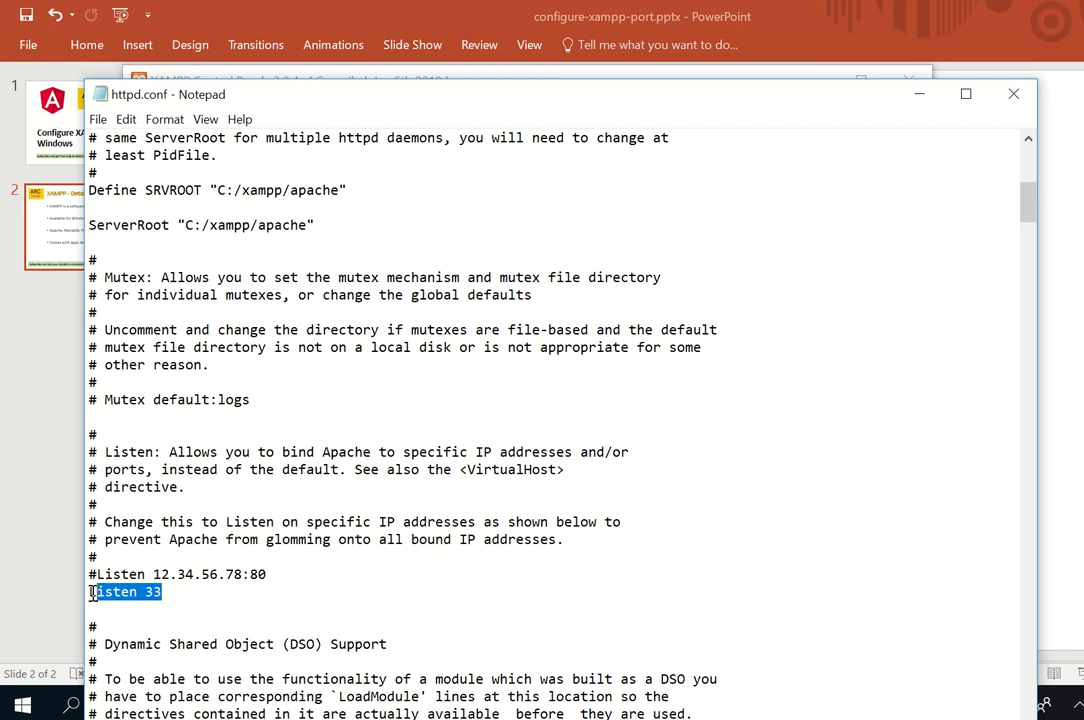 configure-xampp-port.pptx - PowerPoint
File Home Insert Design Transitions Animations Slide Show Review View Tell me what you want to do...
1
Configure XA
Windows
2
ARC
XAMPP - Deta
httpd.conf - Notepad
File Edit Format View Help
# same ServerRoot for multiple httpd daemons, you will need to change at
# least PidFile.
#
Define SRVROOT "C:/xampp/apache"
ServerRoot "C:/xampp/apache"
#
# Mutex: Allows you to set the mutex mechanism and mutex file directory
# for individual mutexes, or change the global defaults
#
# Uncomment and change the directory if mutexes are file-based and the default
# mutex file directory is not on a local disk or is not appropriate for some
# other reason.
#
# Mutex default:logs
#
# Listen: Allows you to bind Apache to specific IP addresses and/or
# ports, instead of the default. See also the <VirtualHost>
# directive.
#
# Change this to Listen on specific IP addresses as shown below to
# prevent Apache from glomming onto all bound IP addresses.
#
#Listen 12.34.56.78:80
Listen 33
#
# Dynamic Shared Object (DSO) Support
#
# To be able to use the functionality of a module which was built as a DSO you
# have to place corresponding `LoadModule' lines at this location so the
# directives contained in it are actually available before they are used.
Slide 2 of 2